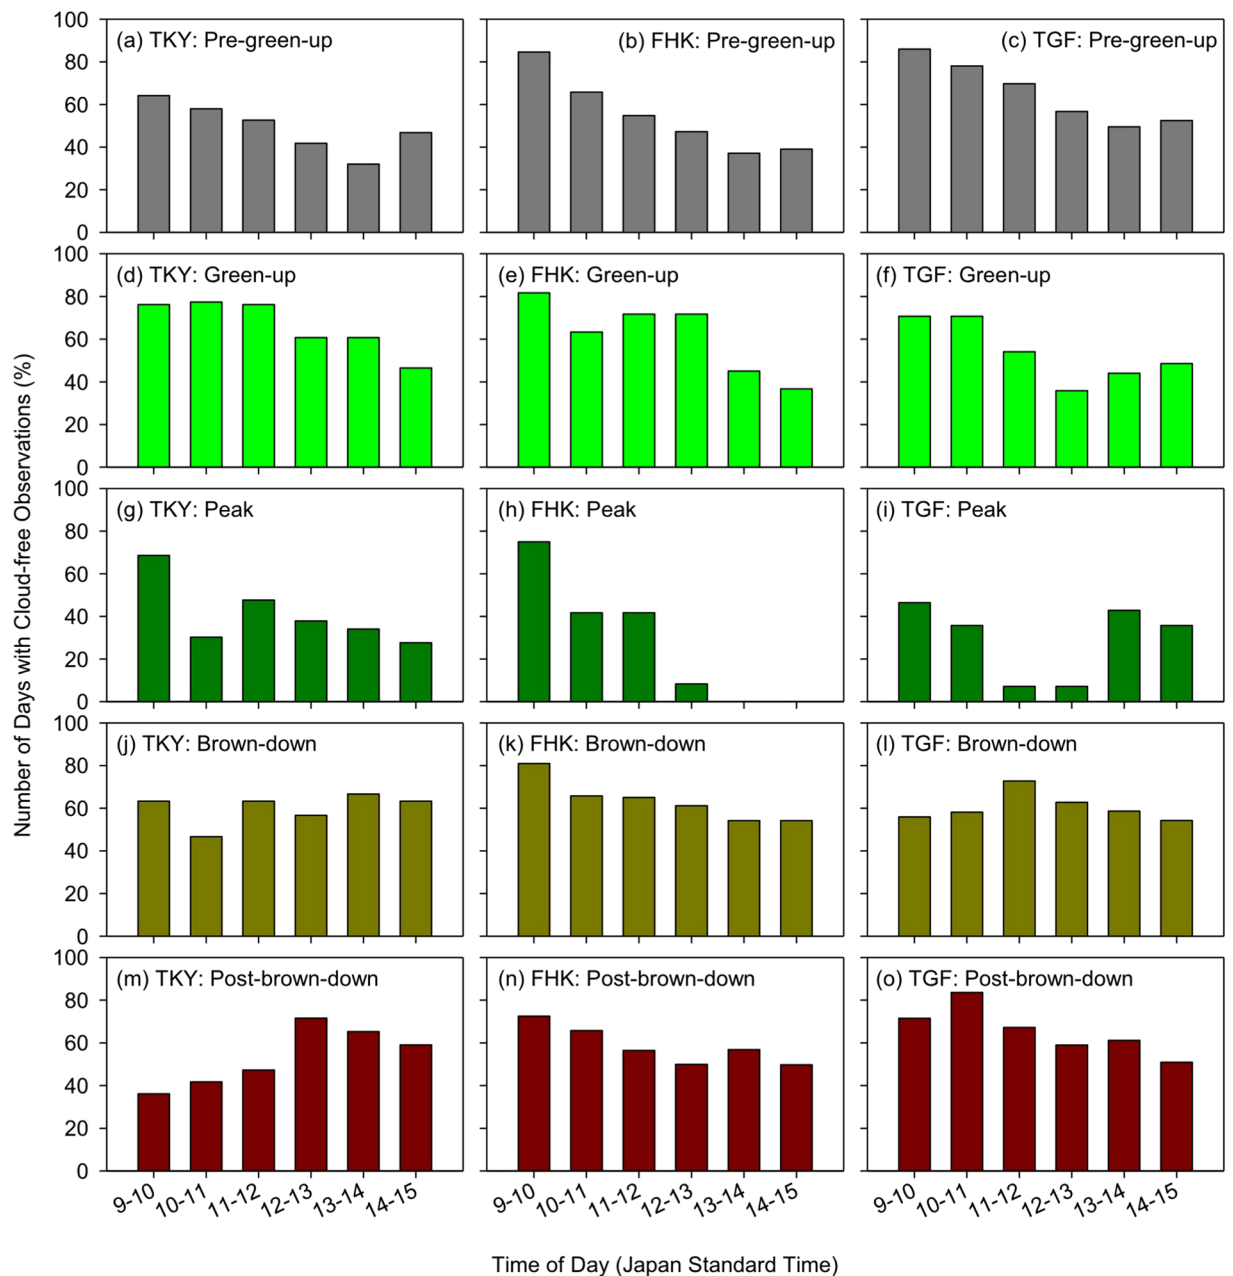 Number of Days with Cloud-free Observations (%)
(a) TKY: Pre-green-up
(b) FHK: Pre-green-up
(c) TGF: Pre-green-up
100
80
60
40
20
0
(d) TKY: Green-up
(e) FHK: Green-up
(f) TGF: Green-up
100
80
60
40
20
0
(g) TKY: Peak
(h) FHK: Peak
(i) TGF: Peak
100
80
60
40
20
0
(j) TKY: Brown-down
(k) FHK: Brown-down
(l) TGF: Brown-down
100
80
60
40
20
0
(m) TKY: Post-brown-down
(n) FHK: Post-brown-down
(o) TGF: Post-brown-down
100
80
60
40
20
0
9-10 10-11 11-12 12-13 13-14 14-15
9-10 10-11 11-12 12-13 13-14 14-15
9-10 10-11 11-12 12-13 13-14 14-15
Time of Day (Japan Standard Time)